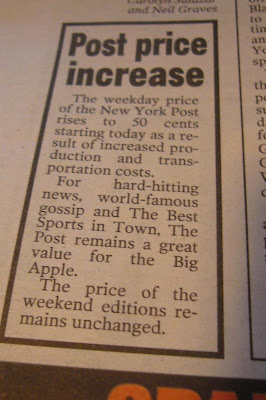 Carolyn Salazar
and Neil Graves
Post price
increase
The weekday price
of the New York Post
rises to 50 cents
starting today as a re-
sult of increased pro-
duction and trans-
portation costs.
For hard-hitting
news, world-famous
gossip and The Best
Sports in Town, The
Post remains a great
value for the Big
Apple.
The price of the
weekend editions re-
mains unchanged.